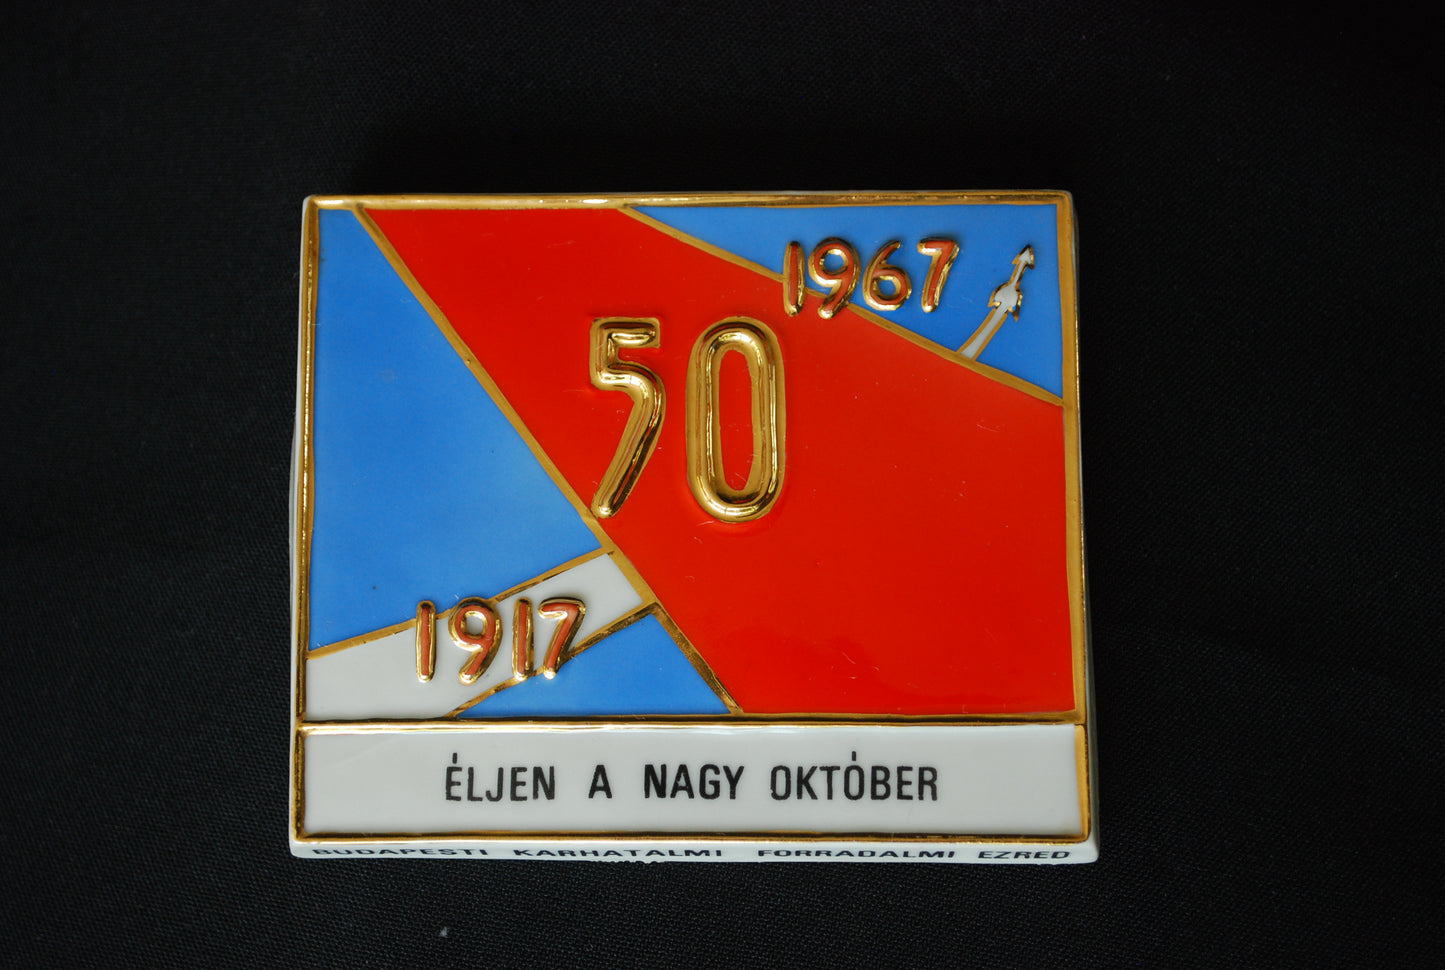 1967
50
1917
ÉLJEN A NAGY OKTÓBER
BUDAPESTI KARHATALMI FORRADALMI EZRED